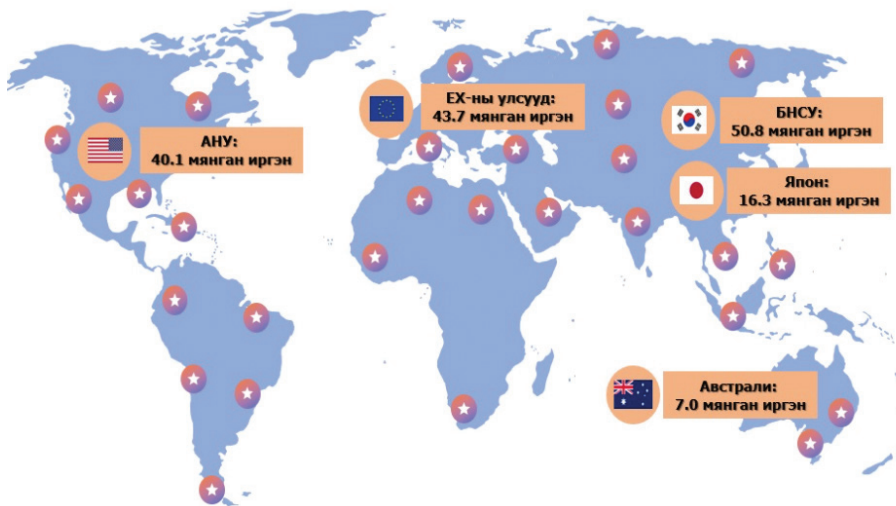 ЕХ-ны улсууд:
43.7 мянган иргэн
БНСУ:
50.8 мянган иргэн
АНУ:
40.1 мянган иргэн
Япон:
16.3 мянган иргэн
Австрали:
7.0 мянган иргэн